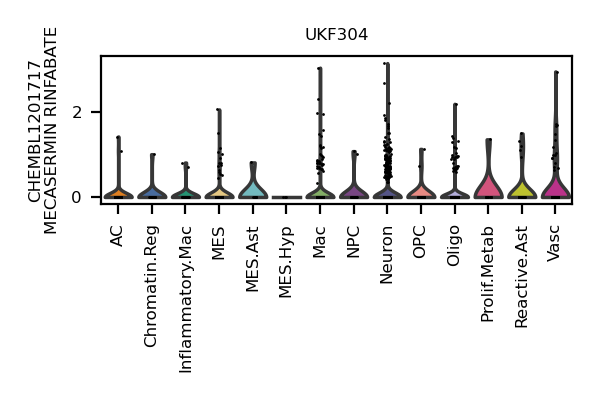 UKF304
CHEMBL1201717
MECASERMIN RINFABATE
2
0
AC
Chromatin.Reg
Inflammatory.Mac
MES
MES.Ast
MES.Hyp
Mac
NPC
Neuron
OPC
Oligo
Prolif.Metab
Reactive.Ast
Vasc